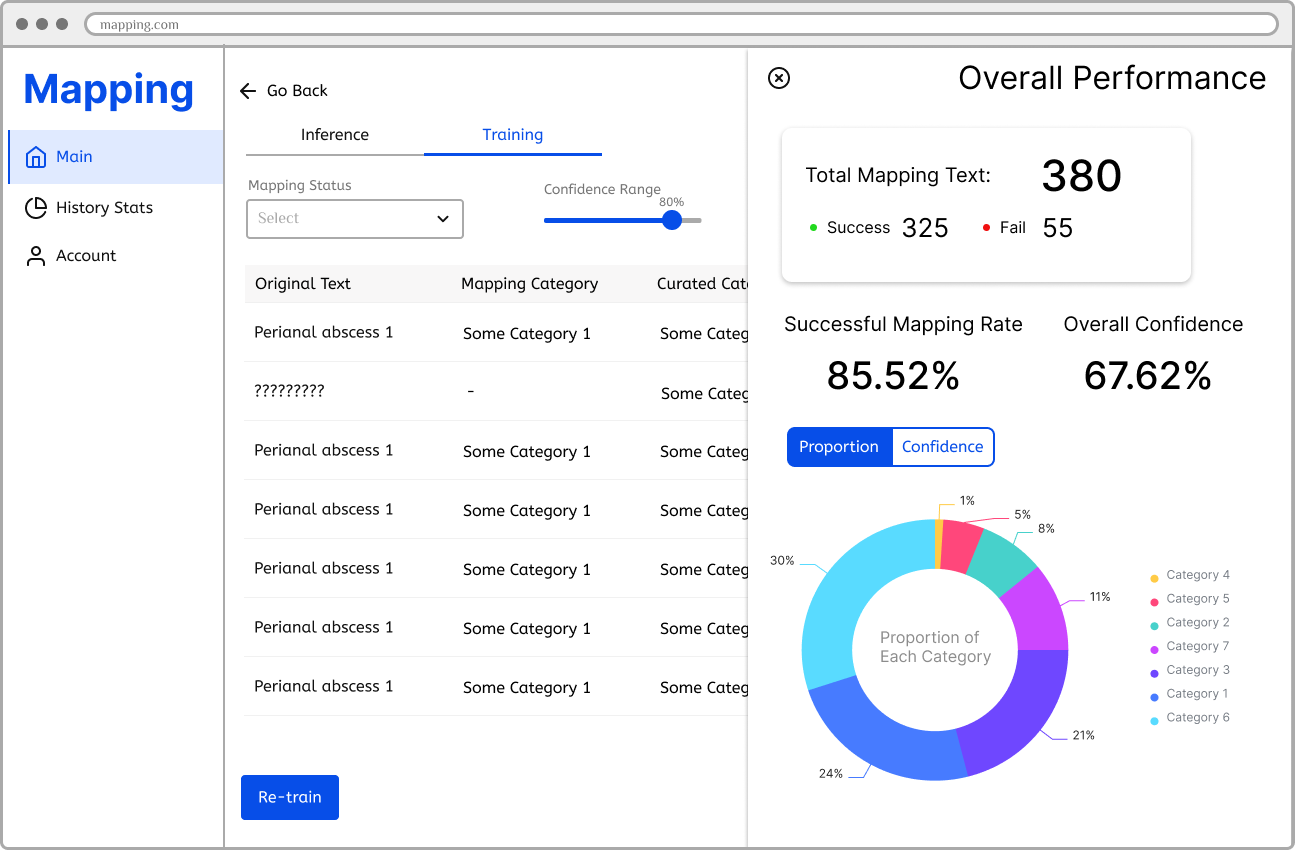 mapping.com
Mapping
Main
History Stats
Account
Go Back
Inference Training
Mapping Status
Select
Confidence Range
80%
Original Text Mapping Category Curated Cat
Perianal abscess 1 Some Category 1 Some Categ
????????? - Some Categ
Perianal abscess 1 Some Category 1 Some Categ
Perianal abscess 1 Some Category 1 Some Categ
Perianal abscess 1 Some Category 1 Some Categ
Perianal abscess 1 Some Category 1 Some Categ
Perianal abscess 1 Some Category 1 Some Categ
Re-train
Overall Performance
Total Mapping Text: 380
Success 325 Fail 55
Successful Mapping Rate Overall Confidence
85.52% 67.62%
Proportion Confidence
1%
5%
8%
11%
21%
24%
30%
Proportion of
Each Category
Category 4
Category 5
Category 2
Category 7
Category 3
Category 1
Category 6